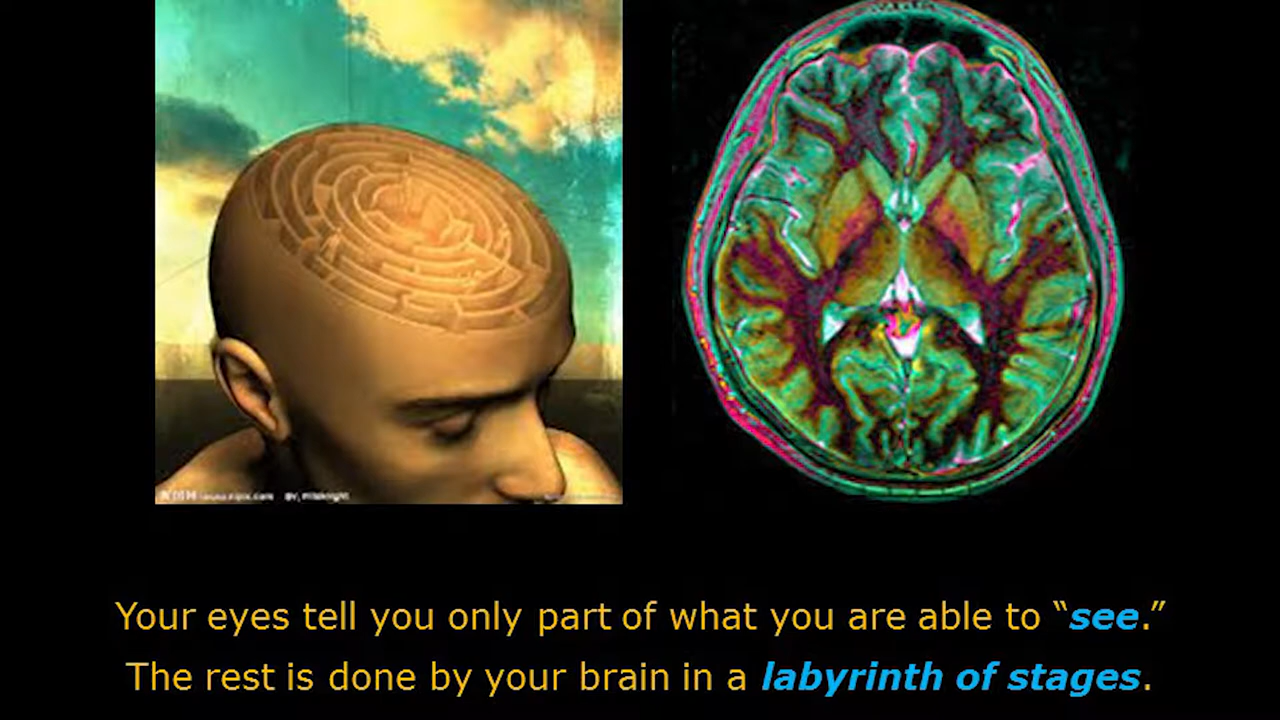 Your eyes tell you only part of what you are able to “see.”
The rest is done by your brain in a labyrinth of stages.